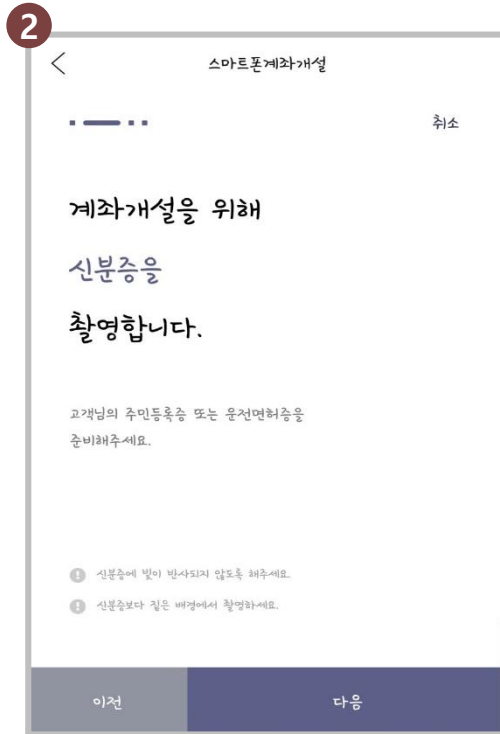 2
스마트폰계좌개설
취소
계좌개설을 위해
신분증을
촬영합니다.
고객님의 주민등록증 또는 운전면허증을
준비해주세요.
신분증에 빛이 반사되지 않도록 해주세요.
신분증보다 짙은 배경에서 촬영하세요.
이전
다음